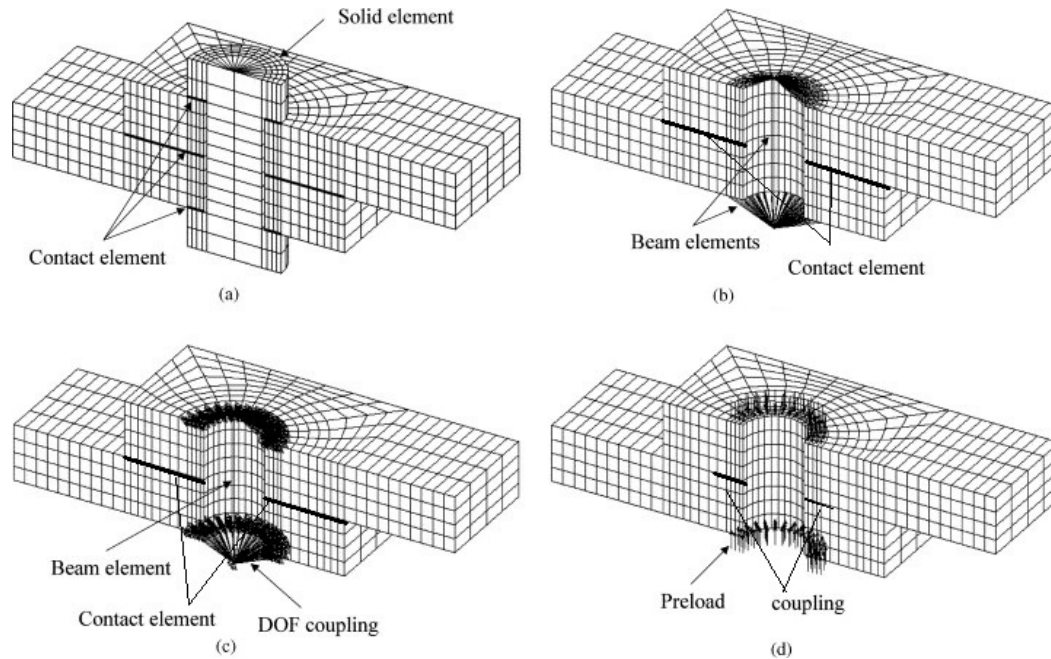 Solid element
Contact element
(a)
Beam elements
Contact element
(b)
Beam element
Contact element
DOF coupling
(c)
Preload
coupling
(d)